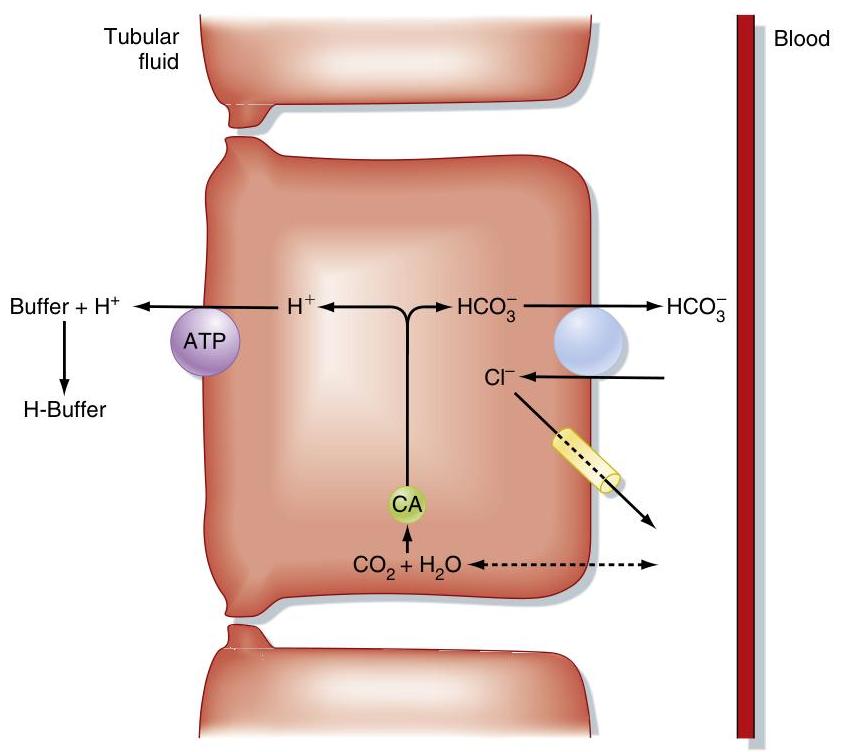 Tubular
fluid
Blood
Buffer + H⁺
ATP
H⁺
HCO₃⁻
HCO₃⁻
Cl⁻
H-Buffer
CA
CO₂ + H₂O